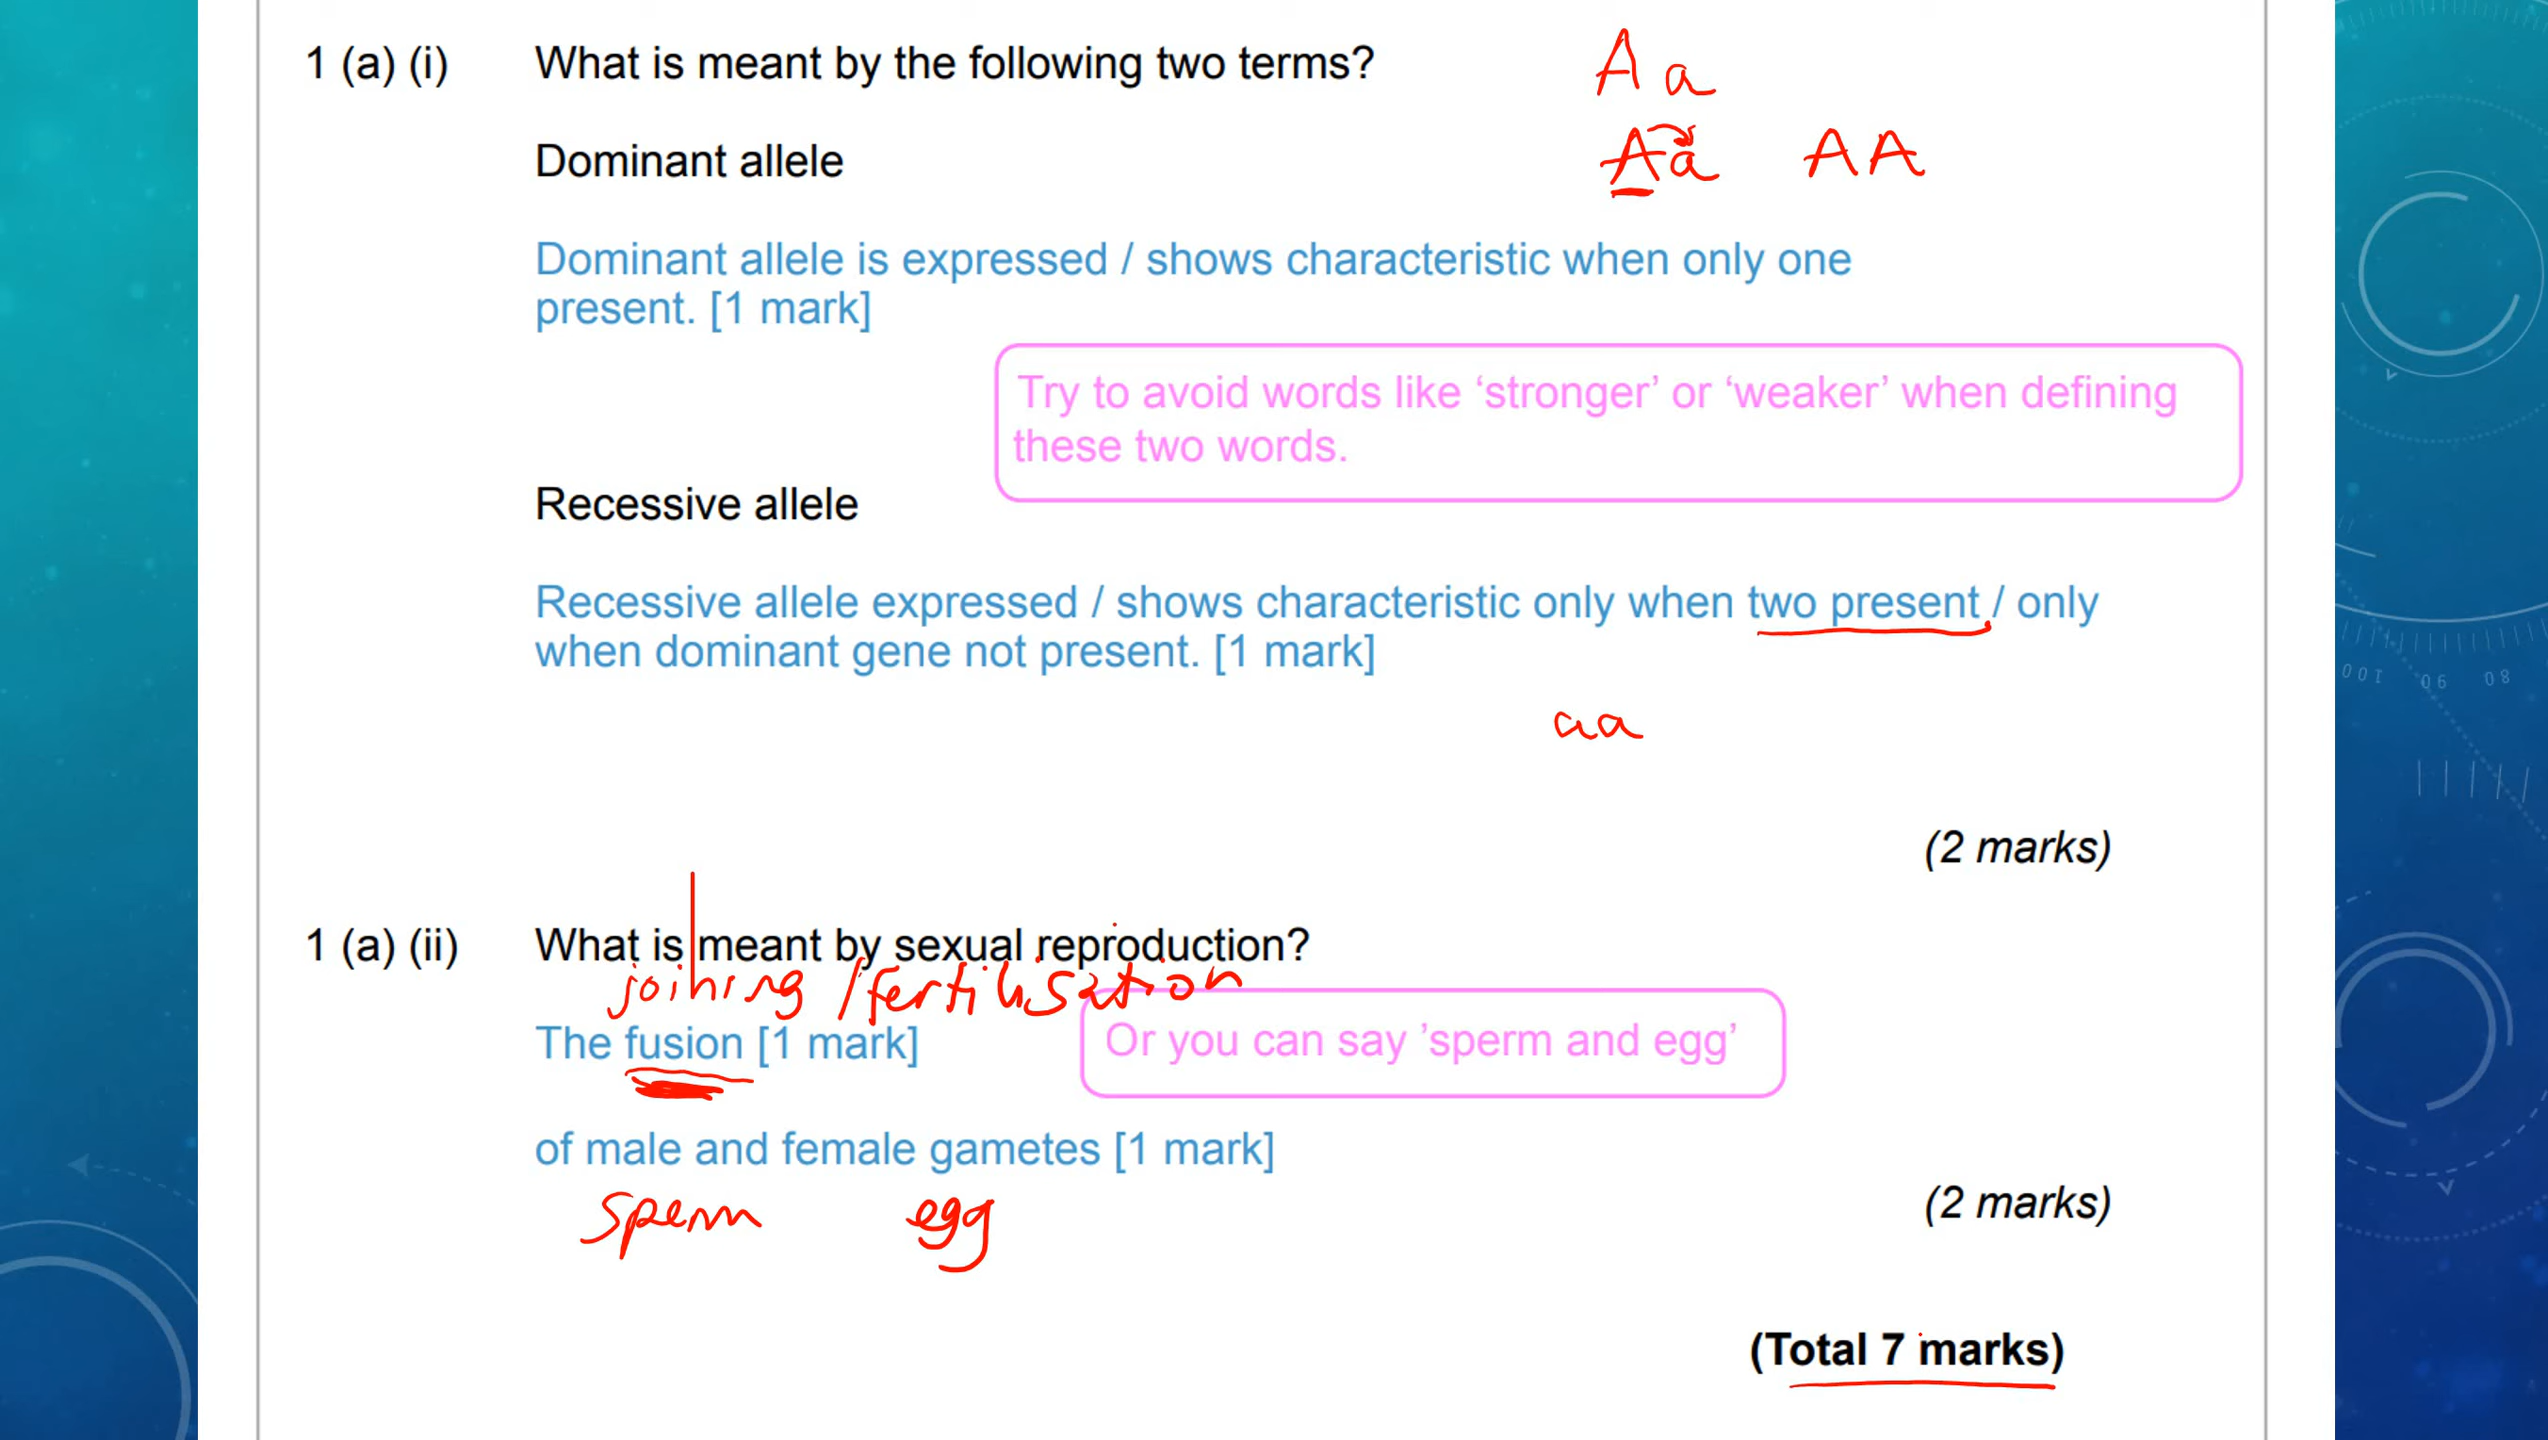 1 (a) (i) What is meant by the following two terms?
A a
Dominant allele
Aa AA
Dominant allele is expressed / shows characteristic when only one
present. [1 mark]
Try to avoid words like ‘stronger’ or ‘weaker’ when defining
these two words.
Recessive allele
Recessive allele expressed / shows characteristic only when two present / only
when dominant gene not present. [1 mark]
aa
(2 marks)
1 (a) (ii) What is meant by sexual reproduction?
joining / fertilisation
The fusion [1 mark]
Or you can say ’sperm and egg’
of male and female gametes [1 mark]
sperm egg
(2 marks)
(Total 7 marks)
100 90 80